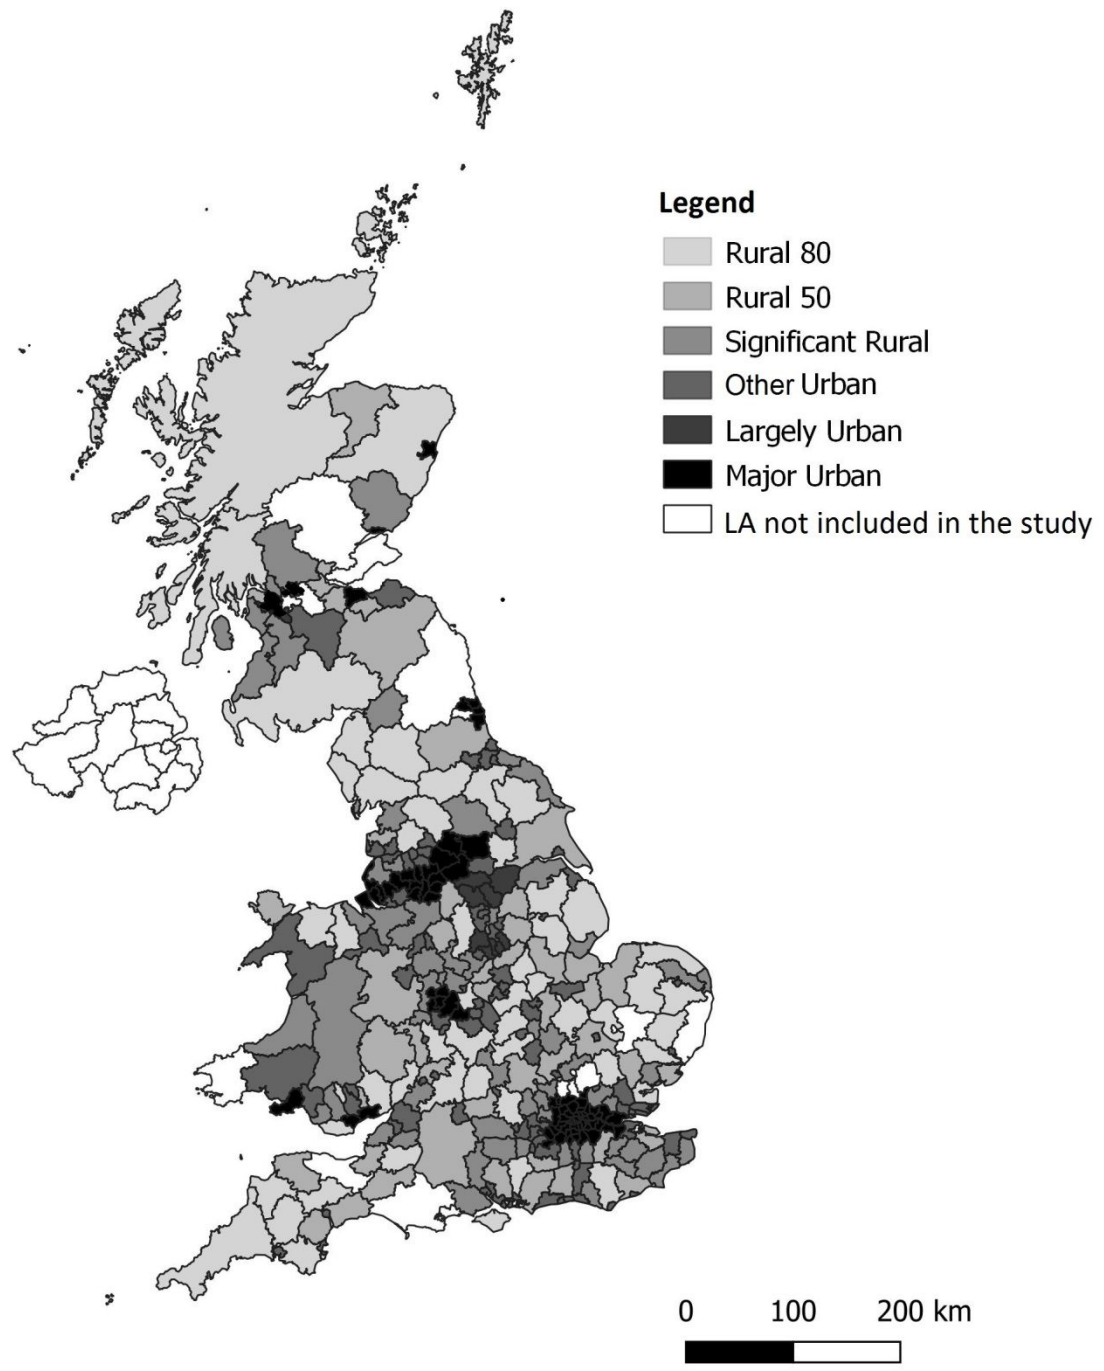 Legend
Rural 80
Rural 50
Significant Rural
Other Urban
Largely Urban
Major Urban
LA not included in the study
0 100 200 km